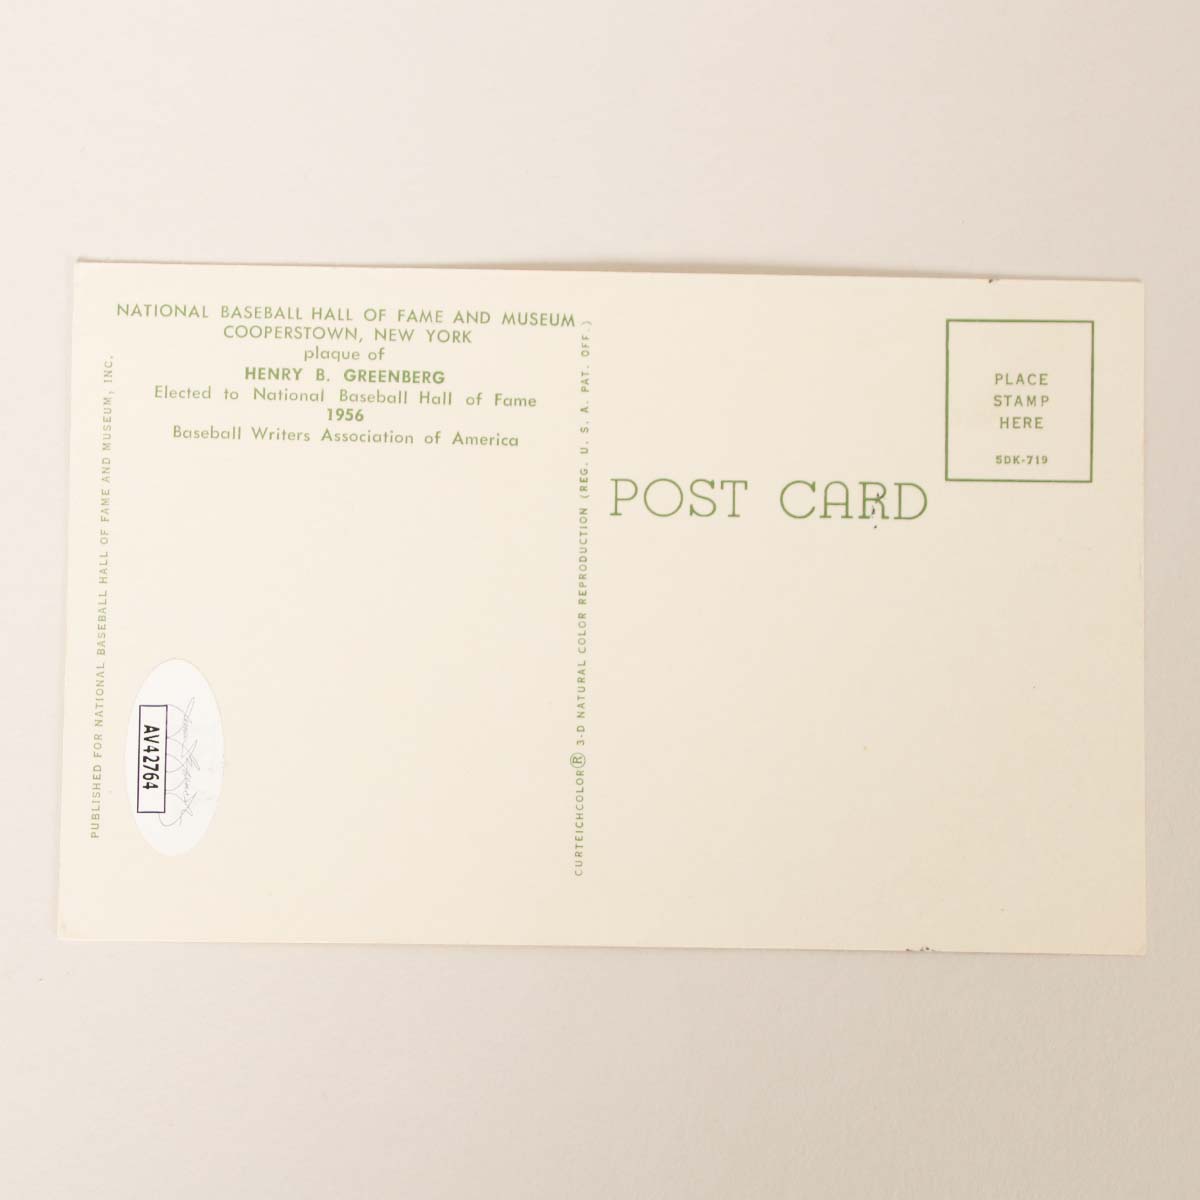 NATIONAL BASEBALL HALL OF FAME AND MUSEUM
COOPERSTOWN, NEW YORK
plaque of
HENRY B. GREENBERG
Elected to National Baseball Hall of Fame
1956
Baseball Writers Association of America
PUBLISHED FOR NATIONAL BASEBALL HALL OF FAME AND MUSEUM, INC.
AV42764
CURTEICHCOLOR® 3-D NATURAL COLOR REPRODUCTION (REG. U. S. A. PAT. OFF.)
POST CARD
PLACE
STAMP
HERE
5DK-719